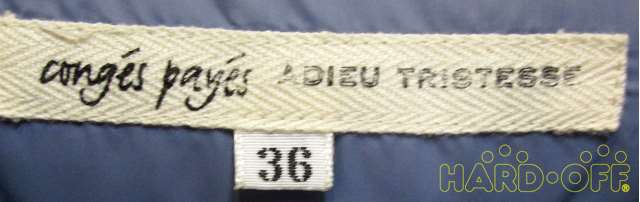 congés payés ADIEU TRISTESSE
36
HARD·OFF®